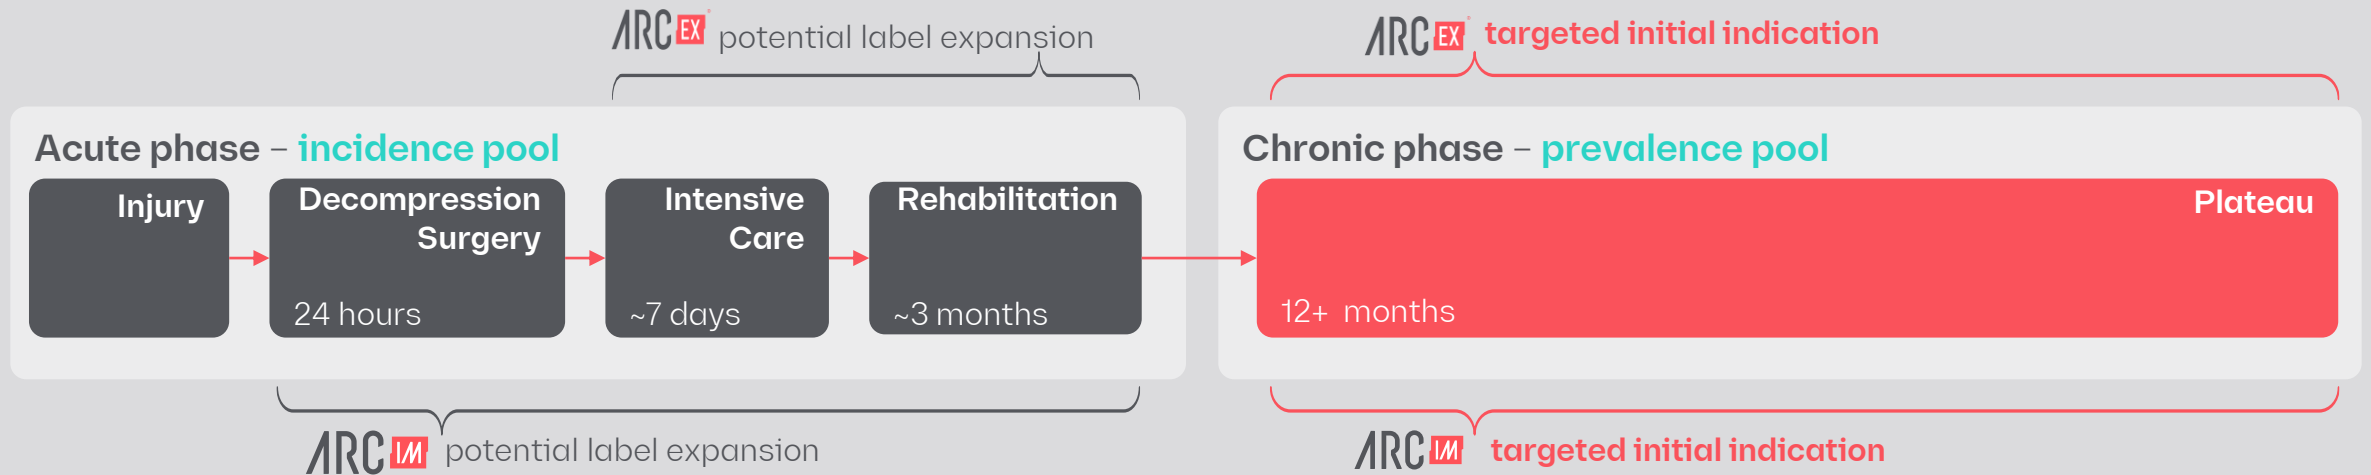 ARC EX® potential label expansion
ARC EX® targeted initial indication
Acute phase – incidence pool
Injury
Decompression
Surgery
24 hours
Intensive
Care
~7 days
Rehabilitation
~3 months
Chronic phase – prevalence pool
Plateau
12+ months
ARC IM potential label expansion
ARC IM targeted initial indication